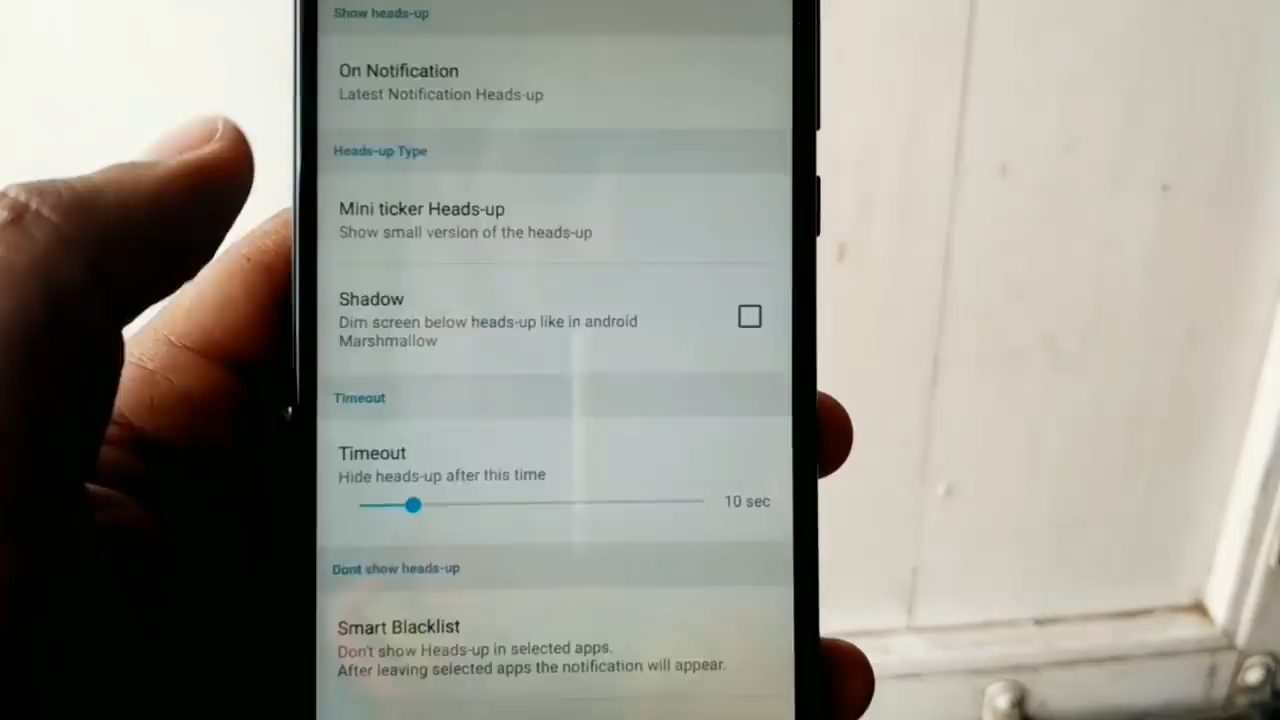 Show heads-up
On Notification
Latest Notification Heads-up
Heads-up Type
Mini ticker Heads-up
Show small version of the heads-up
Shadow
Dim screen below heads-up like in android
Marshmallow
Timeout
Timeout
Hide heads-up after this time
10 sec
Dont show heads-up
Smart Blacklist
Don't show Heads-up in selected apps.
After leaving selected apps the notification will appear.